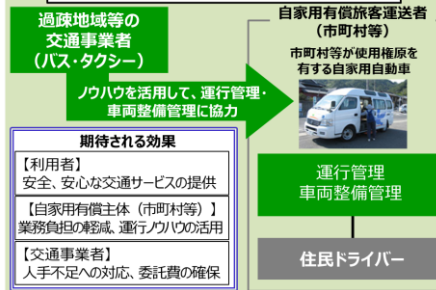 過疎地域等の
交通事業者
（バス・タクシー）
ノウハウを活用して、運行管理・
車両整備管理に協力
自家用有償旅客運送者
（市町村等）
市町村等が使用権原を
有する自家用自動車
運行管理
車両整備管理
住民ドライバー
期待される効果
【利用者】
安全、安心な交通サービスの提供
【自家用有償主体（市町村等）】
業務負担の軽減、運行ノウハウの活用
【交通事業者】
人手不足への対応、委託費の確保